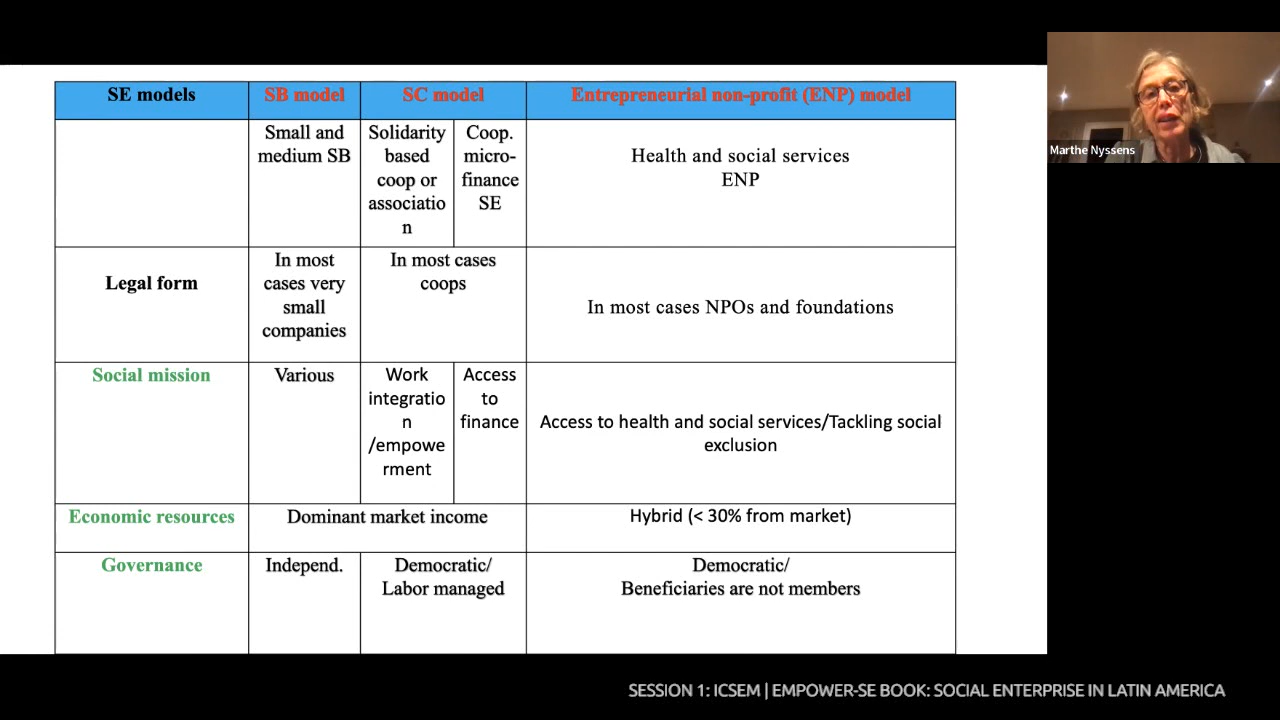 SE models
SB model
SC model
Entrepreneurial non-profit (ENP) model
Small and
medium SB
Solidarity
based
coop or
associatio
n
Coop.
micro-
finance
SE
Health and social services
ENP
Legal form
In most
cases very
small
companies
In most cases
coops
In most cases NPOs and foundations
Social mission
Various
Work
integratio
n
/empowe
rment
Access
to
finance
Access to health and social services/Tackling social
exclusion
Economic resources
Dominant market income
Hybrid (< 30% from market)
Governance
Independ.
Democratic/
Labor managed
Democratic/
Beneficiaries are not members
Marthe Nyssens
SESSION 1: ICSEM | EMPOWER-SE BOOK: SOCIAL ENTERPRISE IN LATIN AMERICA